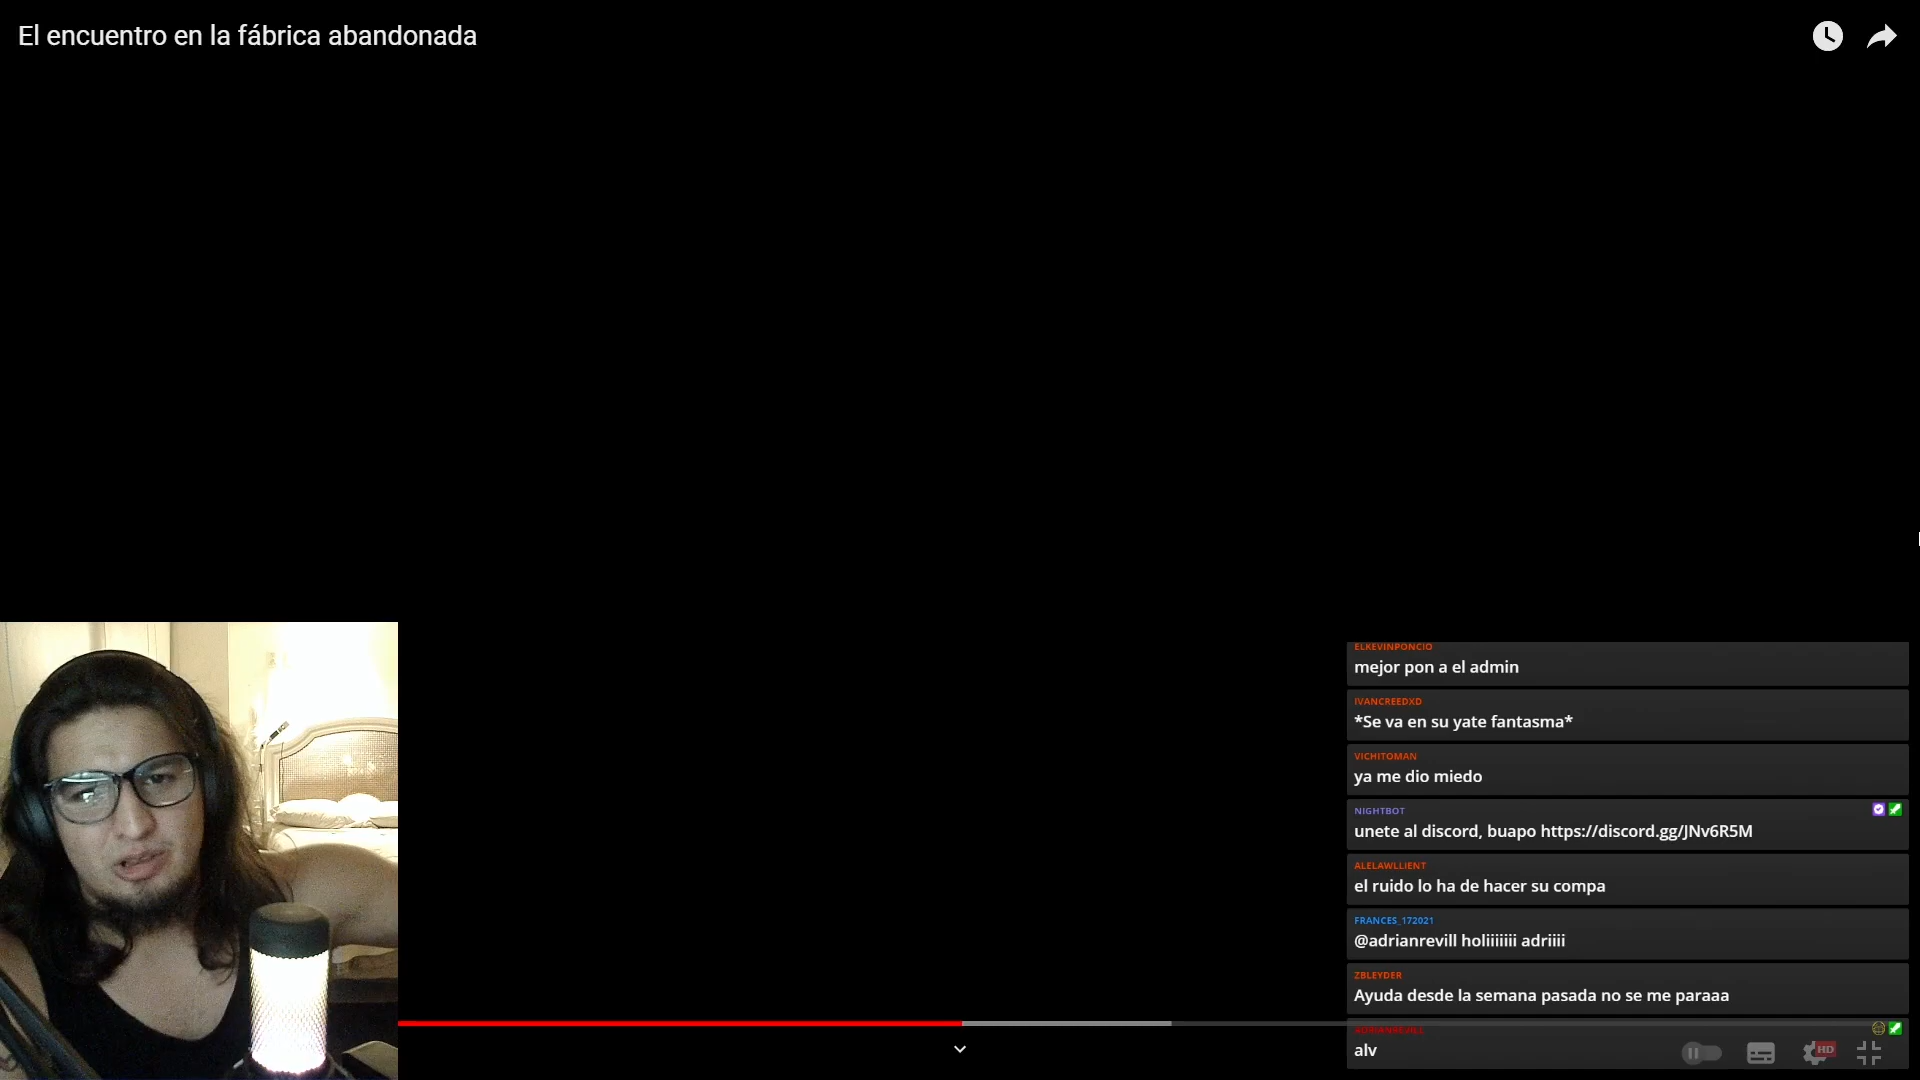 El encuentro en la fábrica abandonada
ELKEVINPONCIO
mejor pon a el admin
IVANCREEDXD
*Se va en su yate fantasma*
VICHITOMAN
ya me dio miedo
NIGHTBOT
unete al discord, buapo https://discord.gg/JNv6R5M
ALELAWLLIENT
el ruido lo ha de hacer su compa
FRANCES_172021
@adrianrevill holiiiiiii adriiii
ZBLEYDER
Ayuda desde la semana pasada no se me paraaa
alv
HD